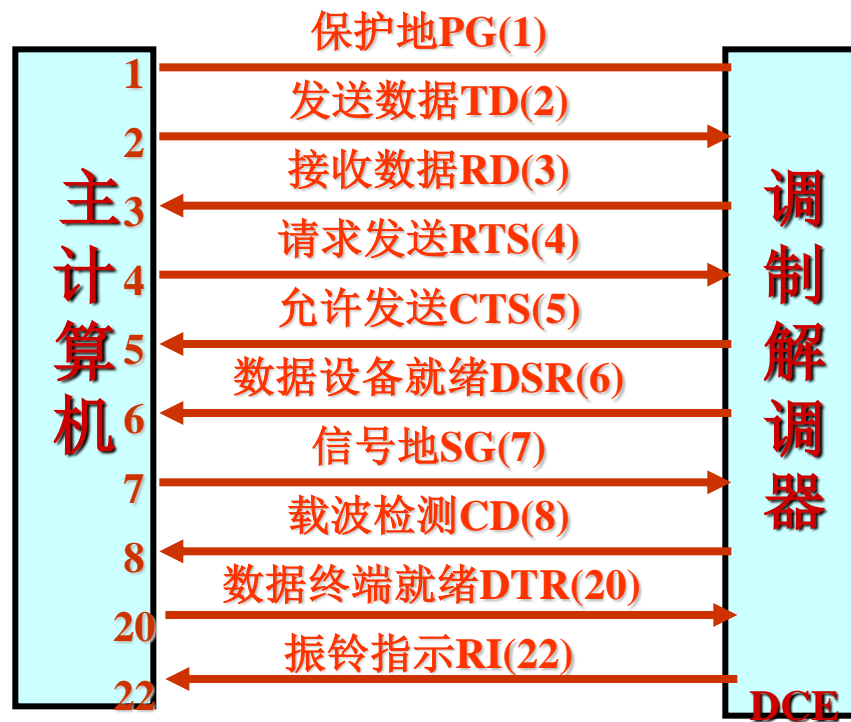 保护地PG(1)
1
发送数据TD(2)
2
接收数据RD(3)
3
请求发送RTS(4)
4
允许发送CTS(5)
5
数据设备就绪DSR(6)
6
信号地SG(7)
7
载波检测CD(8)
8
数据终端就绪DTR(20)
20
振铃指示RI(22)
22
主计算机
调制解调器
DCE